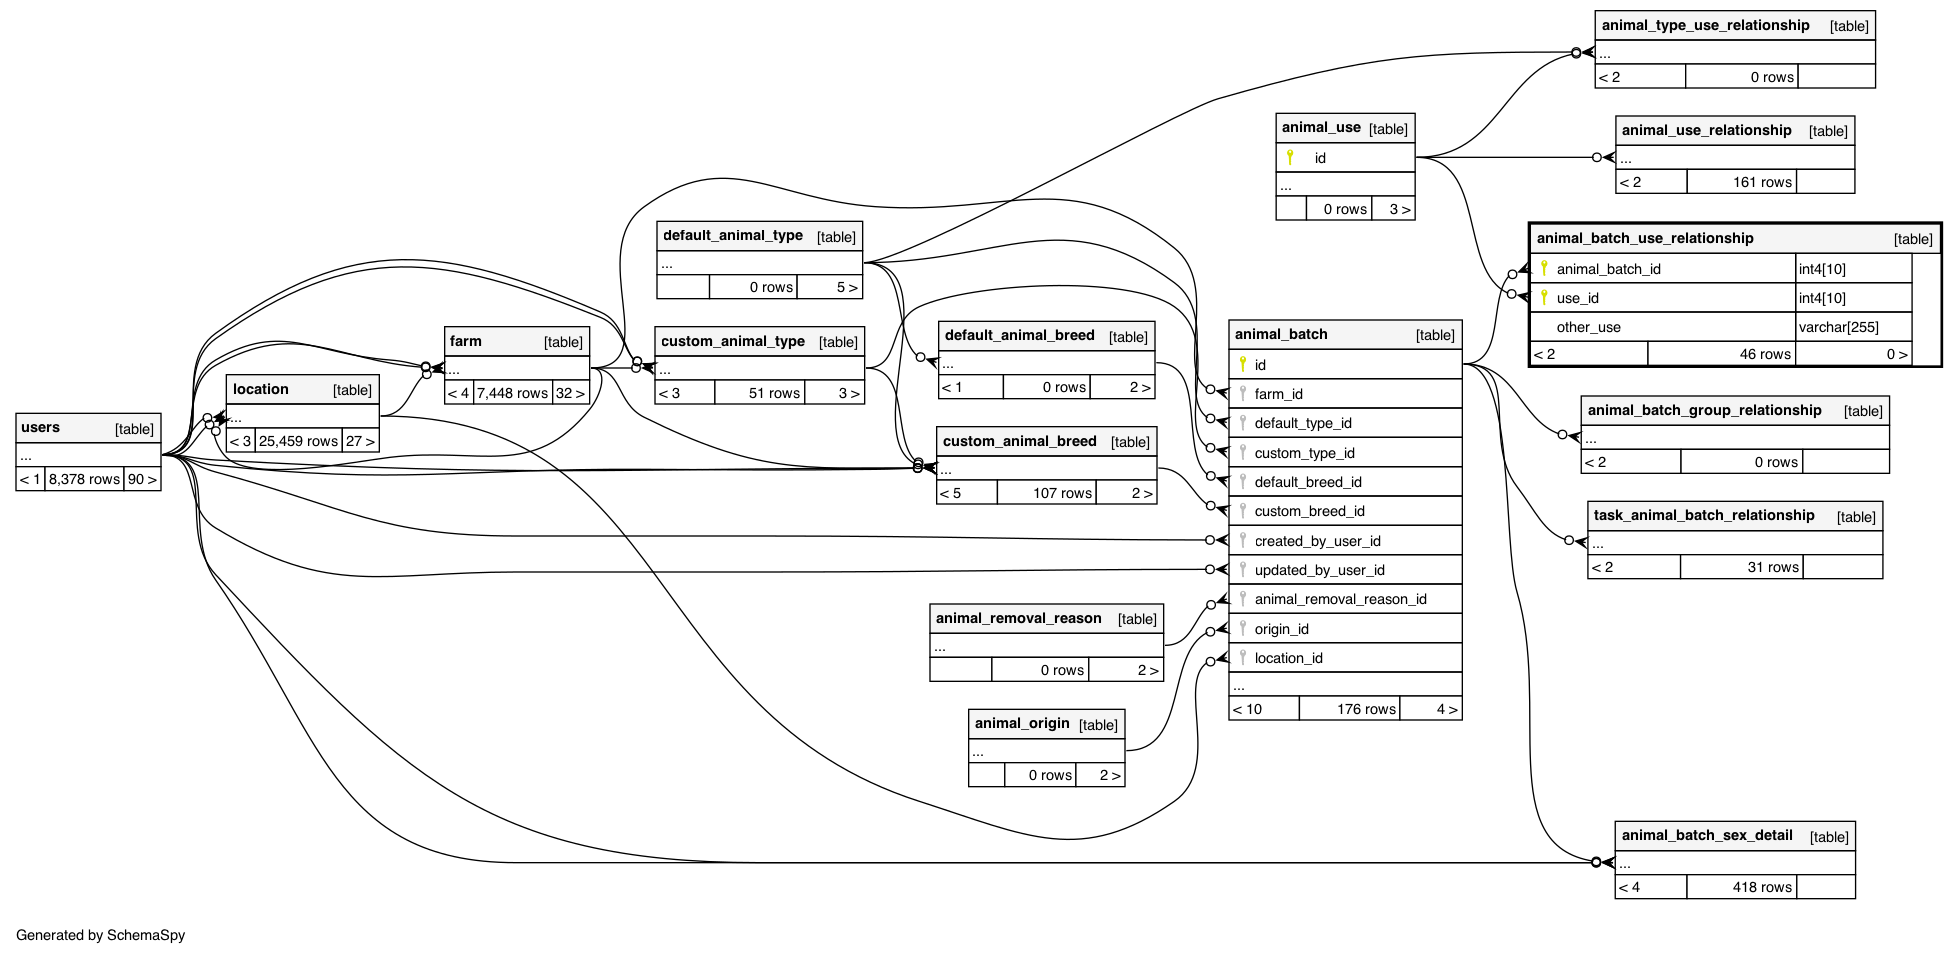 animal_type_use_relationship [table]
...
< 2 0 rows
animal_use [table]
id
...
0 rows 3 >
animal_use_relationship [table]
...
< 2 161 rows
default_animal_type [table]
...
0 rows 5 >
animal_batch_use_relationship [table]
animal_batch_id int4[10]
use_id int4[10]
other_use varchar[255]
< 2 46 rows 0 >
farm [table]
...
< 4 7,448 rows 32 >
custom_animal_type [table]
...
< 3 51 rows 3 >
default_animal_breed [table]
...
< 1 0 rows 2 >
animal_batch [table]
id
farm_id
default_type_id
custom_type_id
default_breed_id
custom_breed_id
created_by_user_id
updated_by_user_id
animal_removal_reason_id
origin_id
location_id
...
< 10 176 rows 4 >
location [table]
...
< 3 25,459 rows 27 >
users [table]
...
< 1 8,378 rows 90 >
custom_animal_breed [table]
...
< 5 107 rows 2 >
animal_batch_group_relationship [table]
...
< 2 0 rows
task_animal_batch_relationship [table]
...
< 2 31 rows
animal_removal_reason [table]
...
0 rows 2 >
animal_origin [table]
...
0 rows 2 >
animal_batch_sex_detail [table]
...
< 4 418 rows
Generated by SchemaSpy